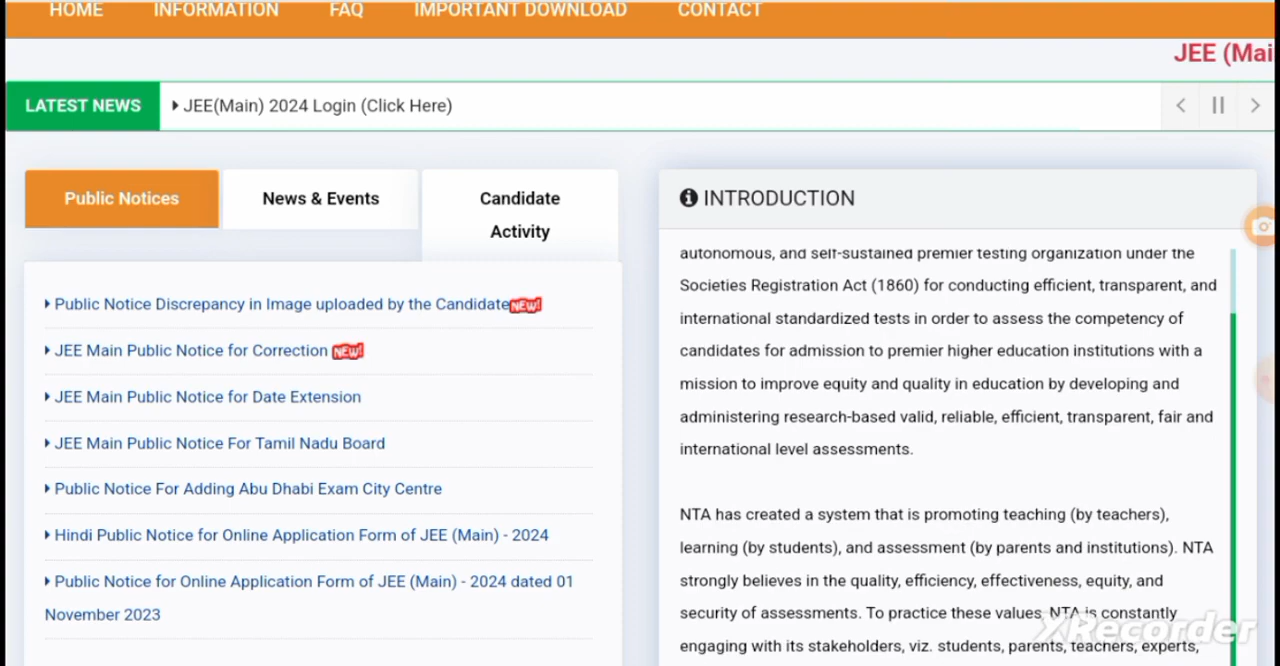 HOME INFORMATION FAQ IMPORTANT DOWNLOAD CONTACT
JEE (Mai
LATEST NEWS JEE(Main) 2024 Login (Click Here)
Public Notices News & Events Candidate Activity
Public Notice Discrepancy in Image uploaded by the Candidate NEW!
JEE Main Public Notice for Correction NEW!
JEE Main Public Notice for Date Extension
JEE Main Public Notice For Tamil Nadu Board
Public Notice For Adding Abu Dhabi Exam City Centre
Hindi Public Notice for Online Application Form of JEE (Main) - 2024
Public Notice for Online Application Form of JEE (Main) - 2024 dated 01
November 2023
INTRODUCTION
autonomous, and self-sustained premier testing organization under the
Societies Registration Act (1860) for conducting efficient, transparent, and
international standardized tests in order to assess the competency of
candidates for admission to premier higher education institutions with a
mission to improve equity and quality in education by developing and
administering research-based valid, reliable, efficient, transparent, fair and
international level assessments.
NTA has created a system that is promoting teaching (by teachers),
learning (by students), and assessment (by parents and institutions). NTA
strongly believes in the quality, efficiency, effectiveness, equity, and
security of assessments. To practice these values, NTA is constantly
engaging with its stakeholders, viz. students, parents, teachers, experts,
XRecorder